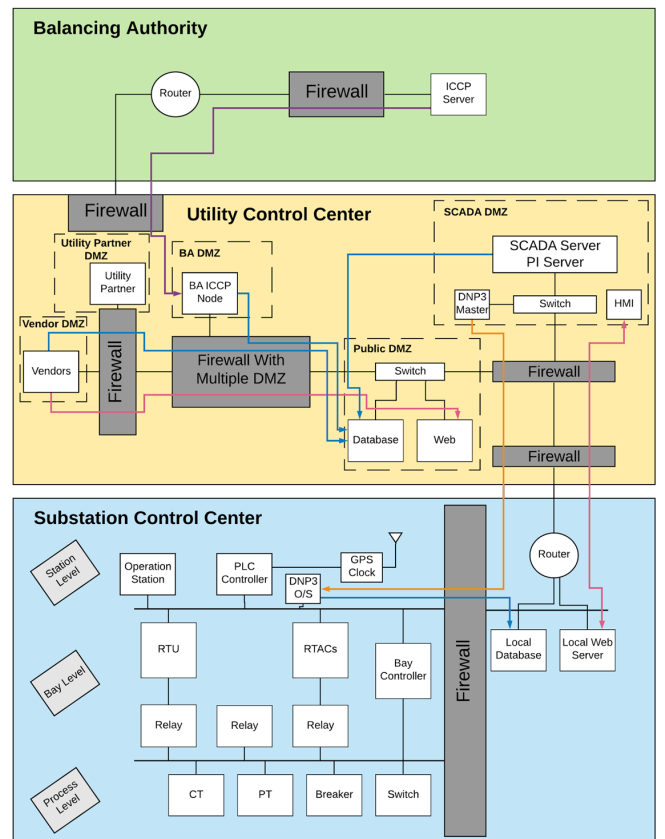 Balancing Authority
Router
Firewall
ICCP
Server
Firewall
Utility Control Center
SCADA DMZ
Utility Partner
DMZ
BA DMZ
SCADA Server
PI Server
Utility
Partner
BA ICCP
Node
DNP3
Master
Switch
HMI
Vendor DMZ
Vendors
Firewall
Firewall With
Multiple DMZ
Public DMZ
Switch
Firewall
Database
Web
Firewall
Substation Control Center
Station
Level
Operation
Station
PLC
Controller
GPS
Clock
DNP3
O/S
Router
RTU
RTACs
Bay
Controller
Local
Database
Local Web
Server
Firewall
Bay Level
Relay
Relay
Relay
Process
Level
CT
PT
Breaker
Switch